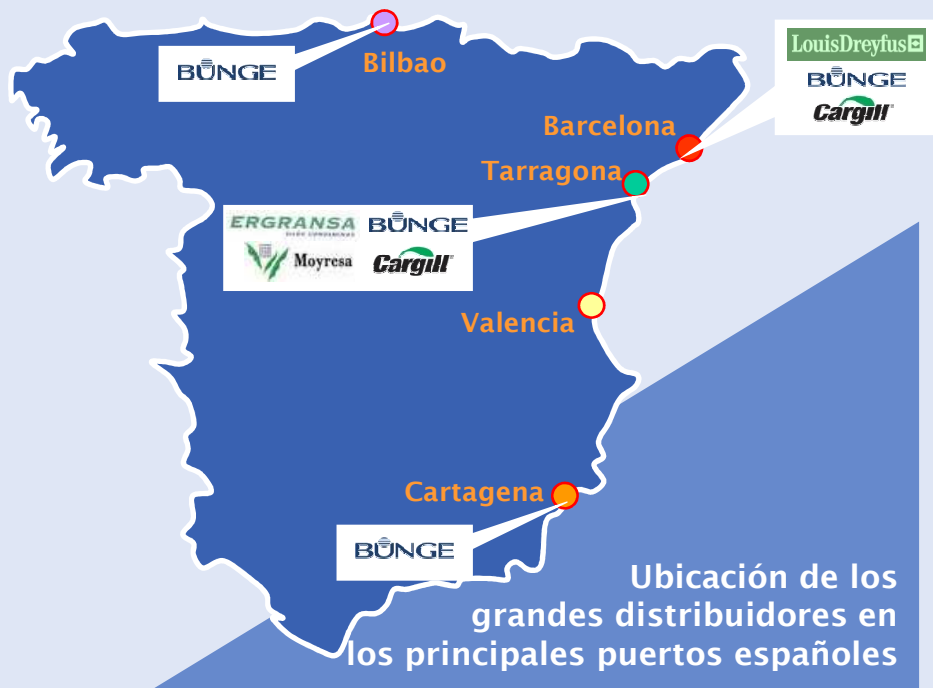 BUNGE
Bilbao
LouisDreyfus
BUNGE
Cargill
Barcelona
Tarragona
ERGRANSA
BUNGE
Moyresa
Cargill
Valencia
Cartagena
BUNGE
Ubicación de los
grandes distribuidores en
los principales puertos españoles